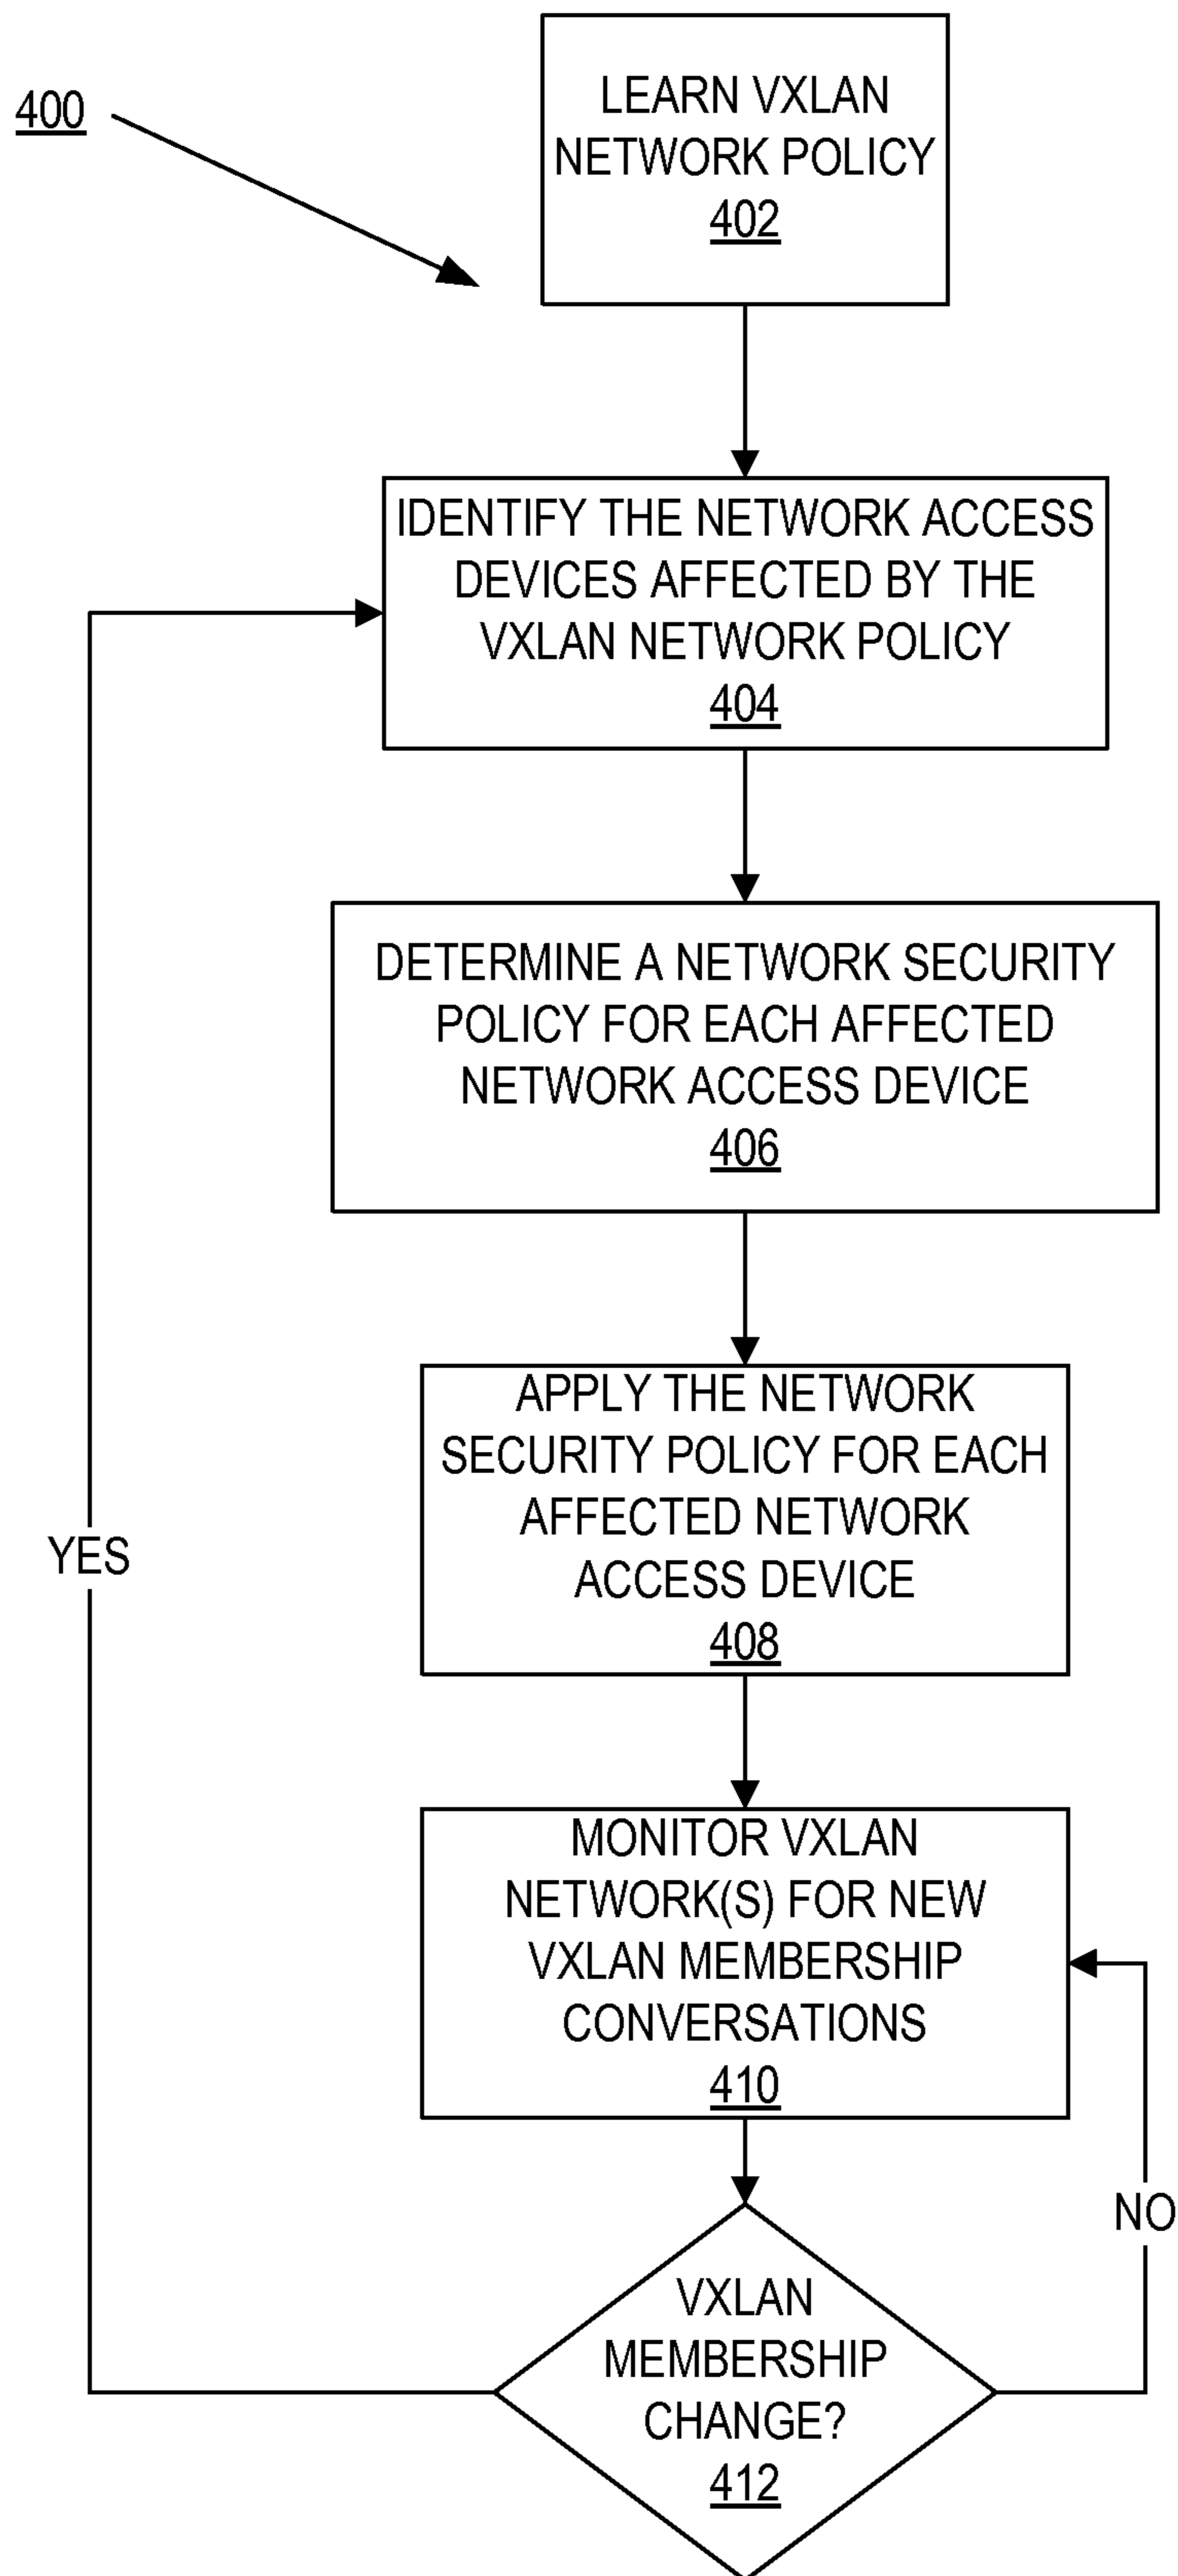 400
LEARN VXLAN
NETWORK POLICY
402
IDENTIFY THE NETWORK ACCESS
DEVICES AFFECTED BY THE
VXLAN NETWORK POLICY
404
DETERMINE A NETWORK SECURITY
POLICY FOR EACH AFFECTED
NETWORK ACCESS DEVICE
406
APPLY THE NETWORK
SECURITY POLICY FOR EACH
AFFECTED NETWORK
ACCESS DEVICE
408
YES
MONITOR VXLAN
NETWORK(S) FOR NEW
VXLAN MEMBERSHIP
CONVERSATIONS
410
NO
VXLAN
MEMBERSHIP
CHANGE?
412